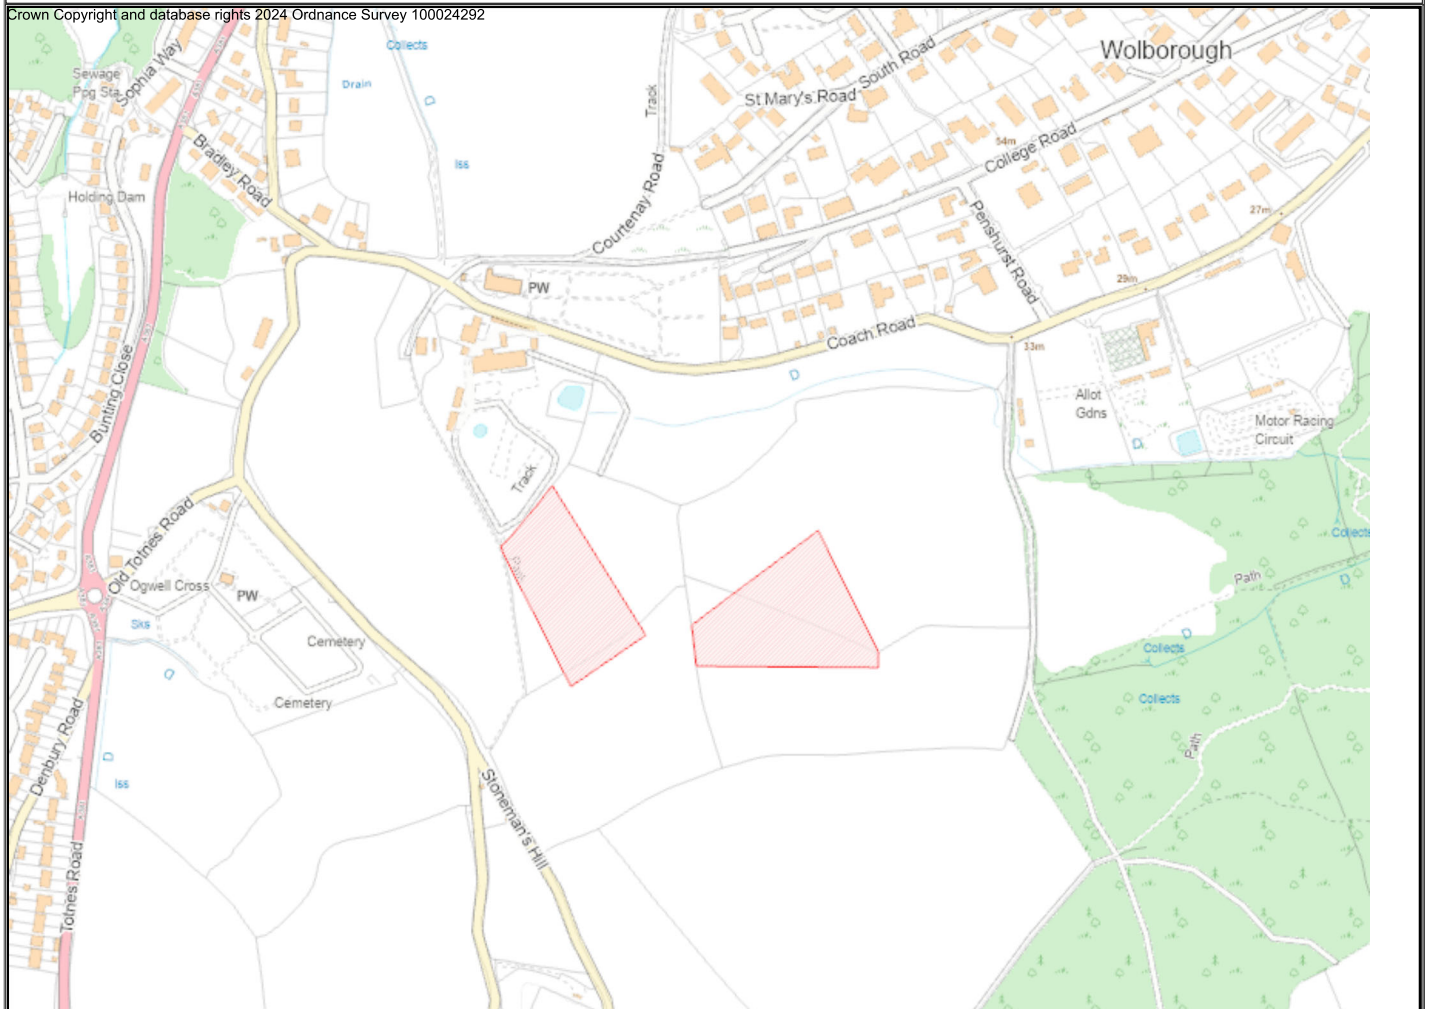 Crown Copyright and database rights 2024 Ordnance Survey 100024292
Collects
Wolborough
Sewage
Ppg Sta
Sophia Way
Drain
D
Track
South Road
St Mary's Road
Bradley Road
Iss
54m
College Road
Holding Dam
Courtenay Road
Penshurst Road
27m
29m
PW
Bunting Close
Coach Road
33m
D
Allot
Gdns
Motor Racing
Circuit
D
Track
Old Totnes Road
Collects
Path
Ogwell Cross
PW
Path
D
Sks
Cemetery
D
Collects
D
Cemetery
Collects
Denbury Road
Path
D
Iss
Stoneman's Hill
Totnes Road